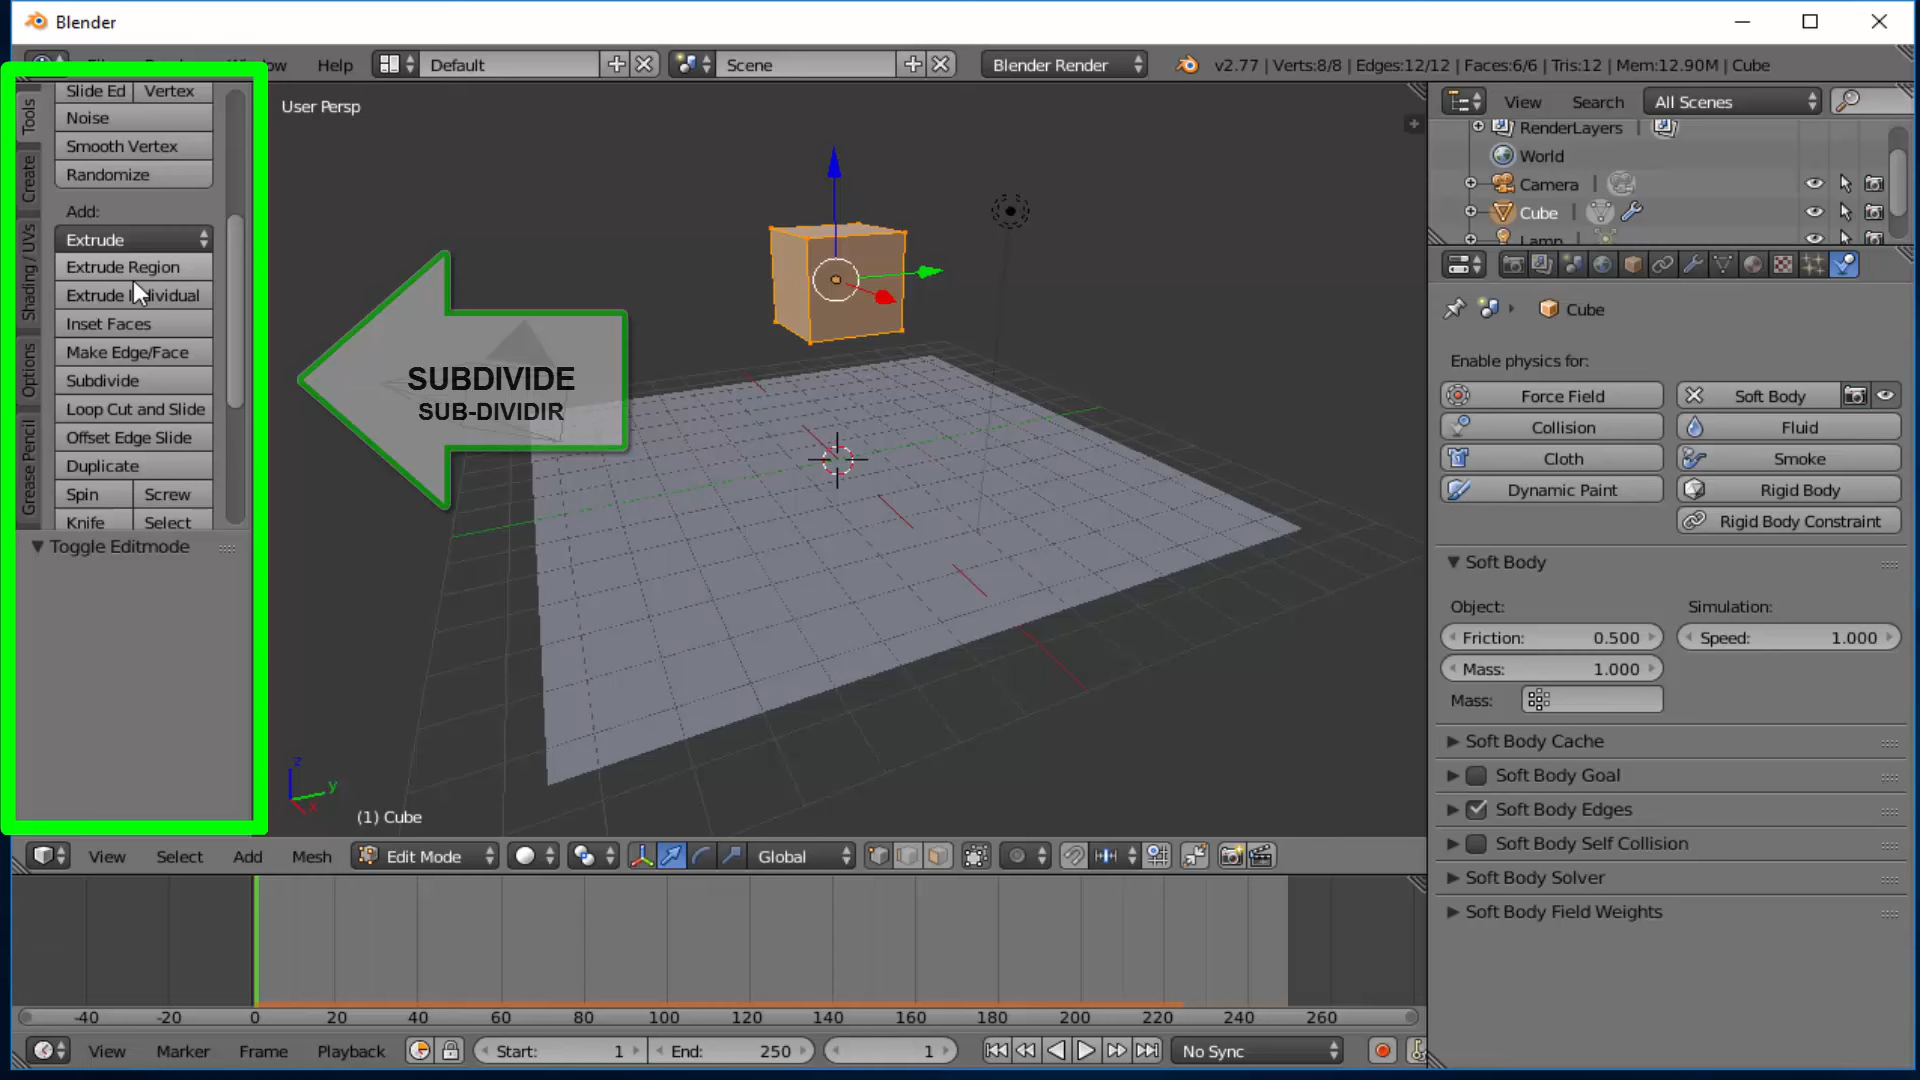 Blender
Help
Default
Scene
Blender Render
v2.77 | Verts:8/8 | Edges:12/12 | Faces:6/6 | Tris:12 | Mem:12.90M | Cube
Tools
Create
Shading / UVs
Options
Grease Pencil
Slide Ed
Vertex
Noise
Smooth Vertex
Randomize
Add:
Extrude
Extrude Region
Inset Faces
Make Edge/Face
Subdivide
Loop Cut and Slide
Offset Edge Slide
Duplicate
Spin
Screw
Knife
Select
Toggle Editmode
User Persp
SUBDIVIDE
SUB-DIVIDIR
z
y
x
(1) Cube
View
Search
All Scenes
RenderLayers
World
Camera
Cube
Lamp
Cube
Enable physics for:
Force Field
Soft Body
Collision
Fluid
Cloth
Smoke
Dynamic Paint
Rigid Body
Rigid Body Constraint
Soft Body
Object:
Simulation:
Friction: 0.500
Speed: 1.000
Mass: 1.000
Mass:
Soft Body Cache
Soft Body Goal
Soft Body Edges
Soft Body Self Collision
Soft Body Solver
Soft Body Field Weights
View
Select
Add
Mesh
Edit Mode
Global
-40 -20 0 20 40 60 80 100 120 140 160 180 200 220 240 260
View
Marker
Frame
Playback
Start: 1
End: 250
1
No Sync